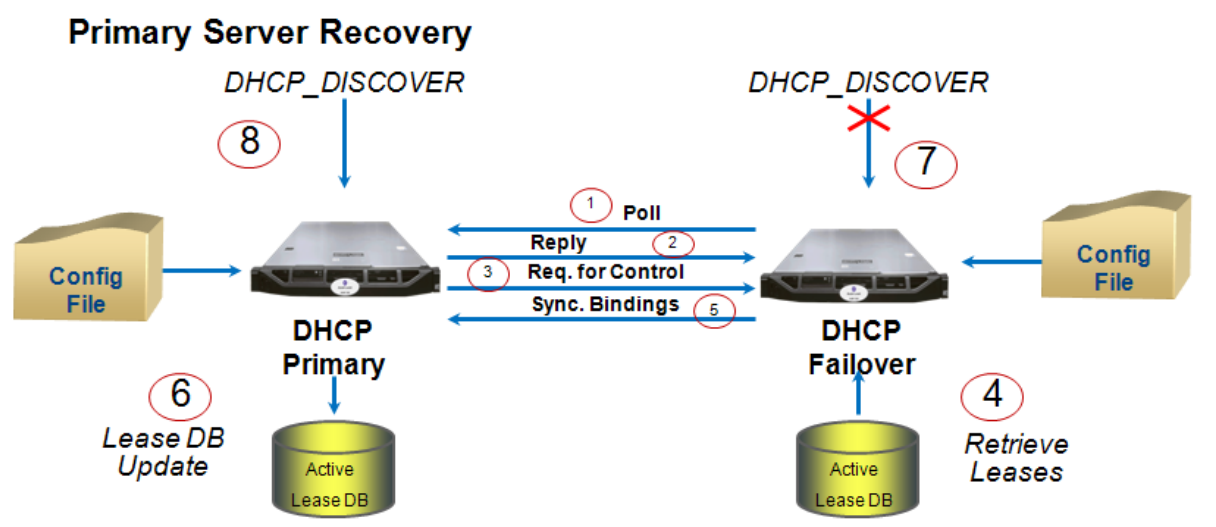 Primary Server Recovery
DHCP_DISCOVER
DHCP_DISCOVER
8
7
1
Poll
Reply
2
3
Req. for Control
Sync. Bindings
5
Config
File
Config
File
DHCP
Primary
DHCP
Failover
6
Lease DB
Update
4
Retrieve
Leases
Active
Lease DB
Active
Lease DB